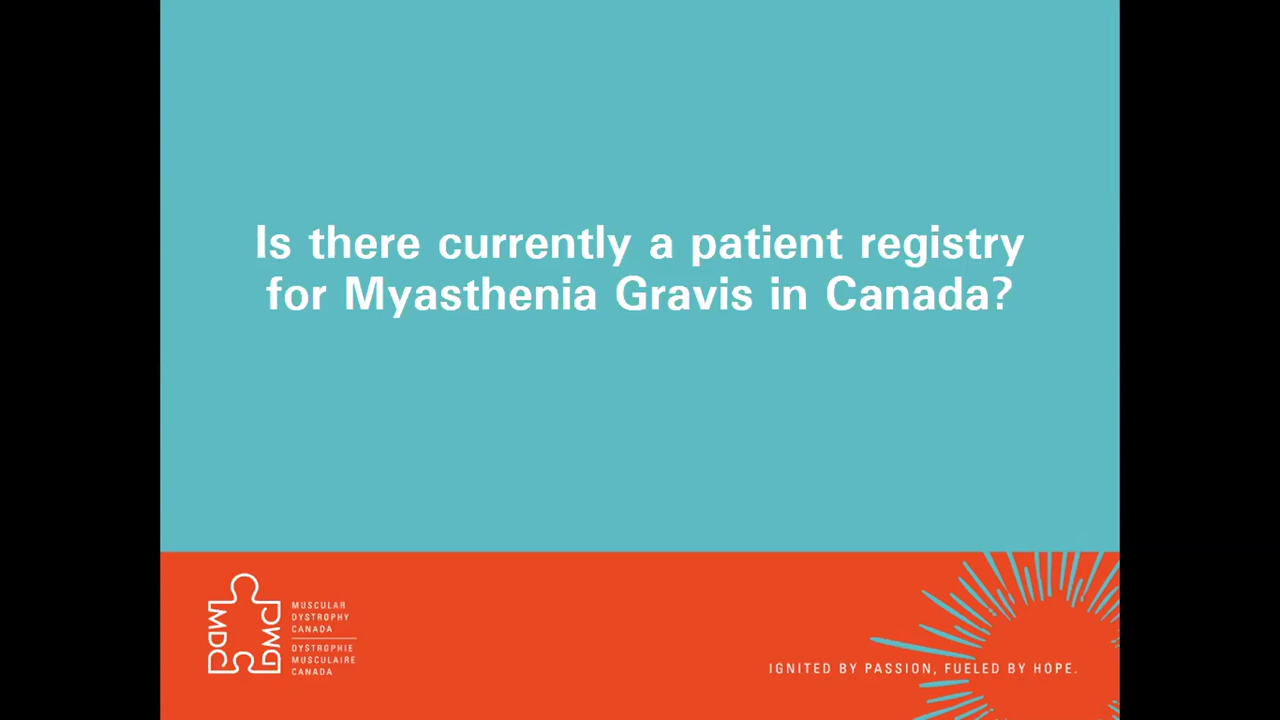 Is there currently a patient registry
for Myasthenia Gravis in Canada?
MDC
DMC
MUSCULAR
DYSTROPHY
CANADA
DYSTROPHIE
MUSCULAIRE
CANADA
IGNITED BY PASSION, FUELED BY HOPE.